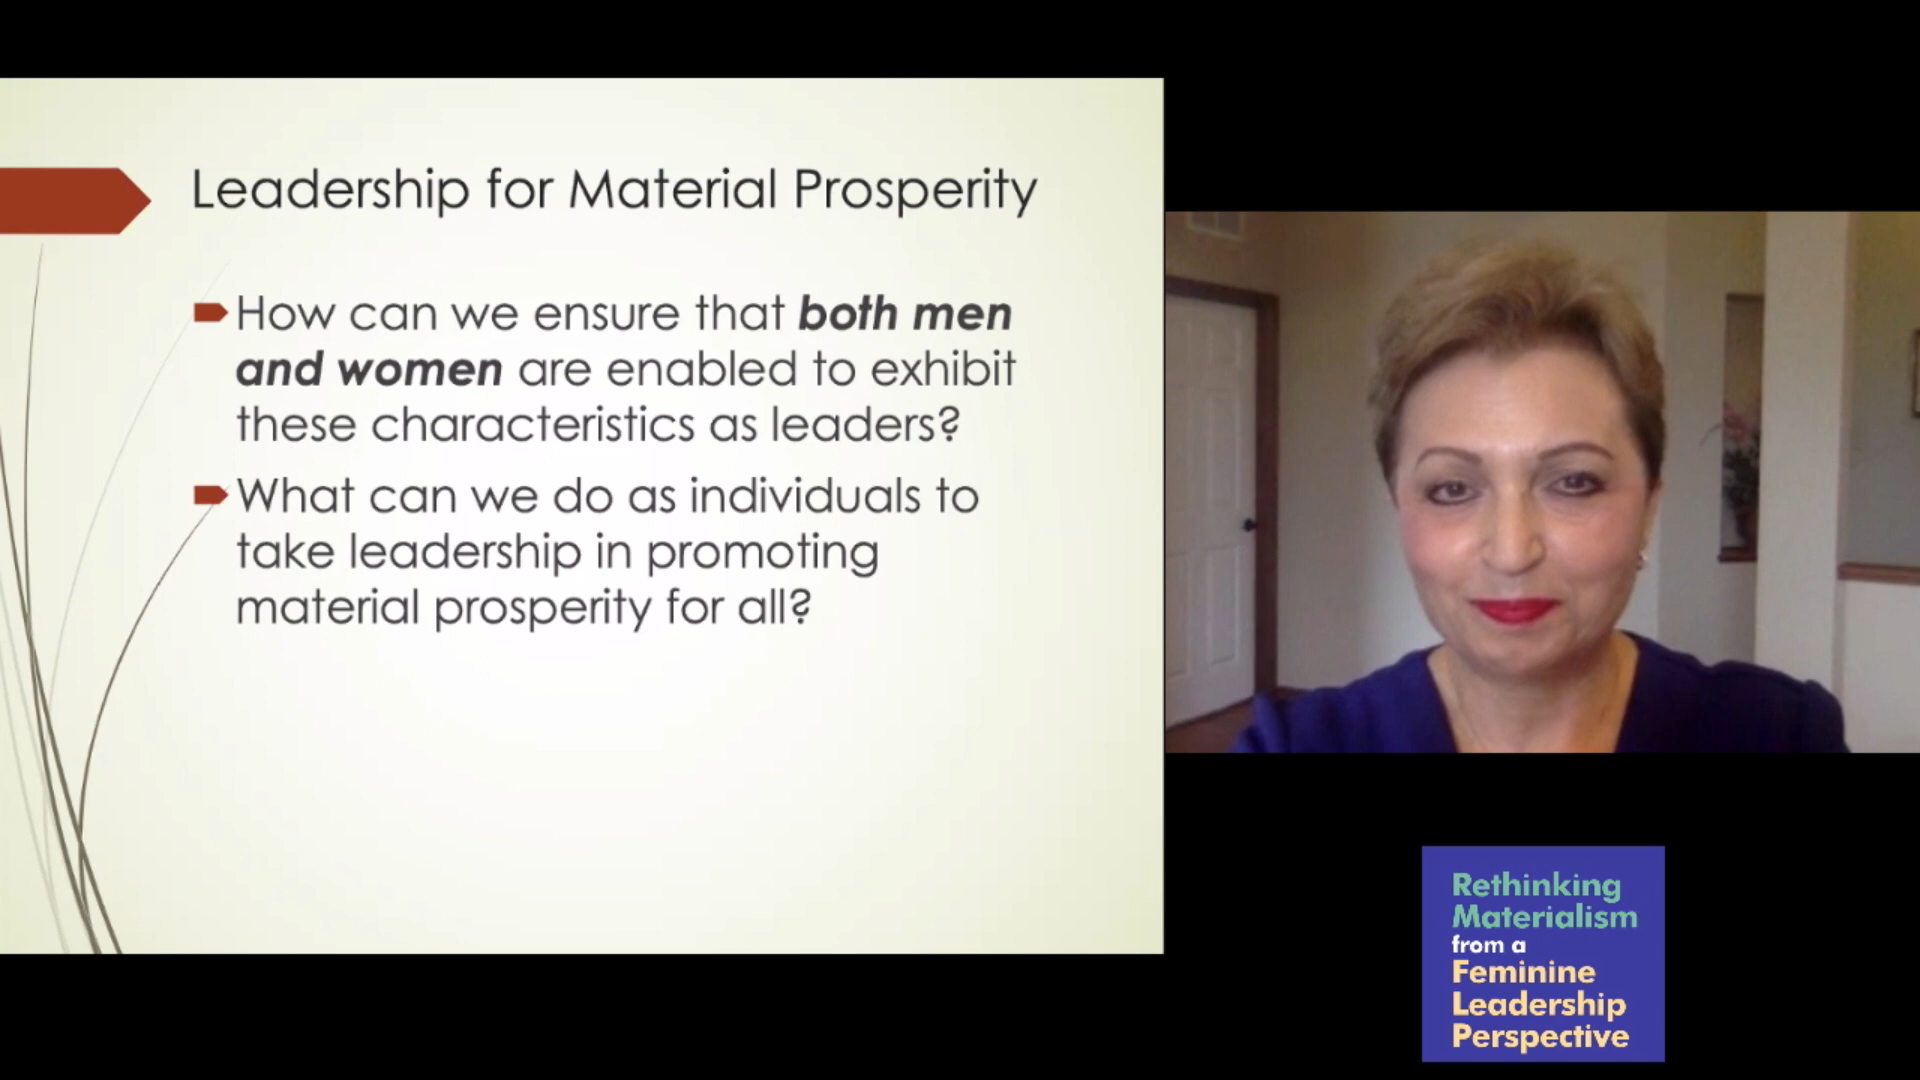 Leadership for Material Prosperity
How can we ensure that both men
and women are enabled to exhibit
these characteristics as leaders?
What can we do as individuals to
take leadership in promoting
material prosperity for all?
Rethinking
Materialism
from a
Feminine
Leadership
Perspective